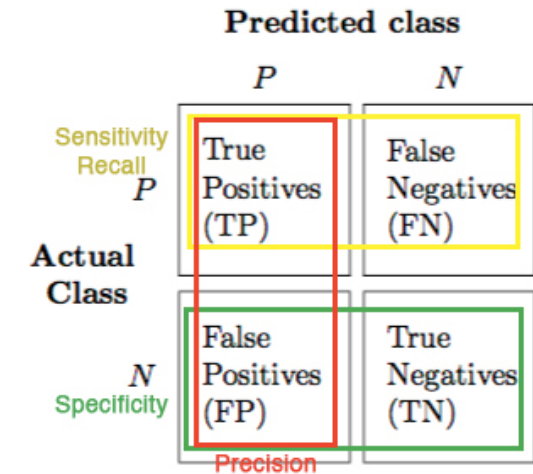 Predicted class
P N
Sensitivity
Recall
P
True
Positives
(TP)
False
Negatives
(FN)
Actual
Class
N
Specificity
False
Positives
(FP)
True
Negatives
(TN)
Precision